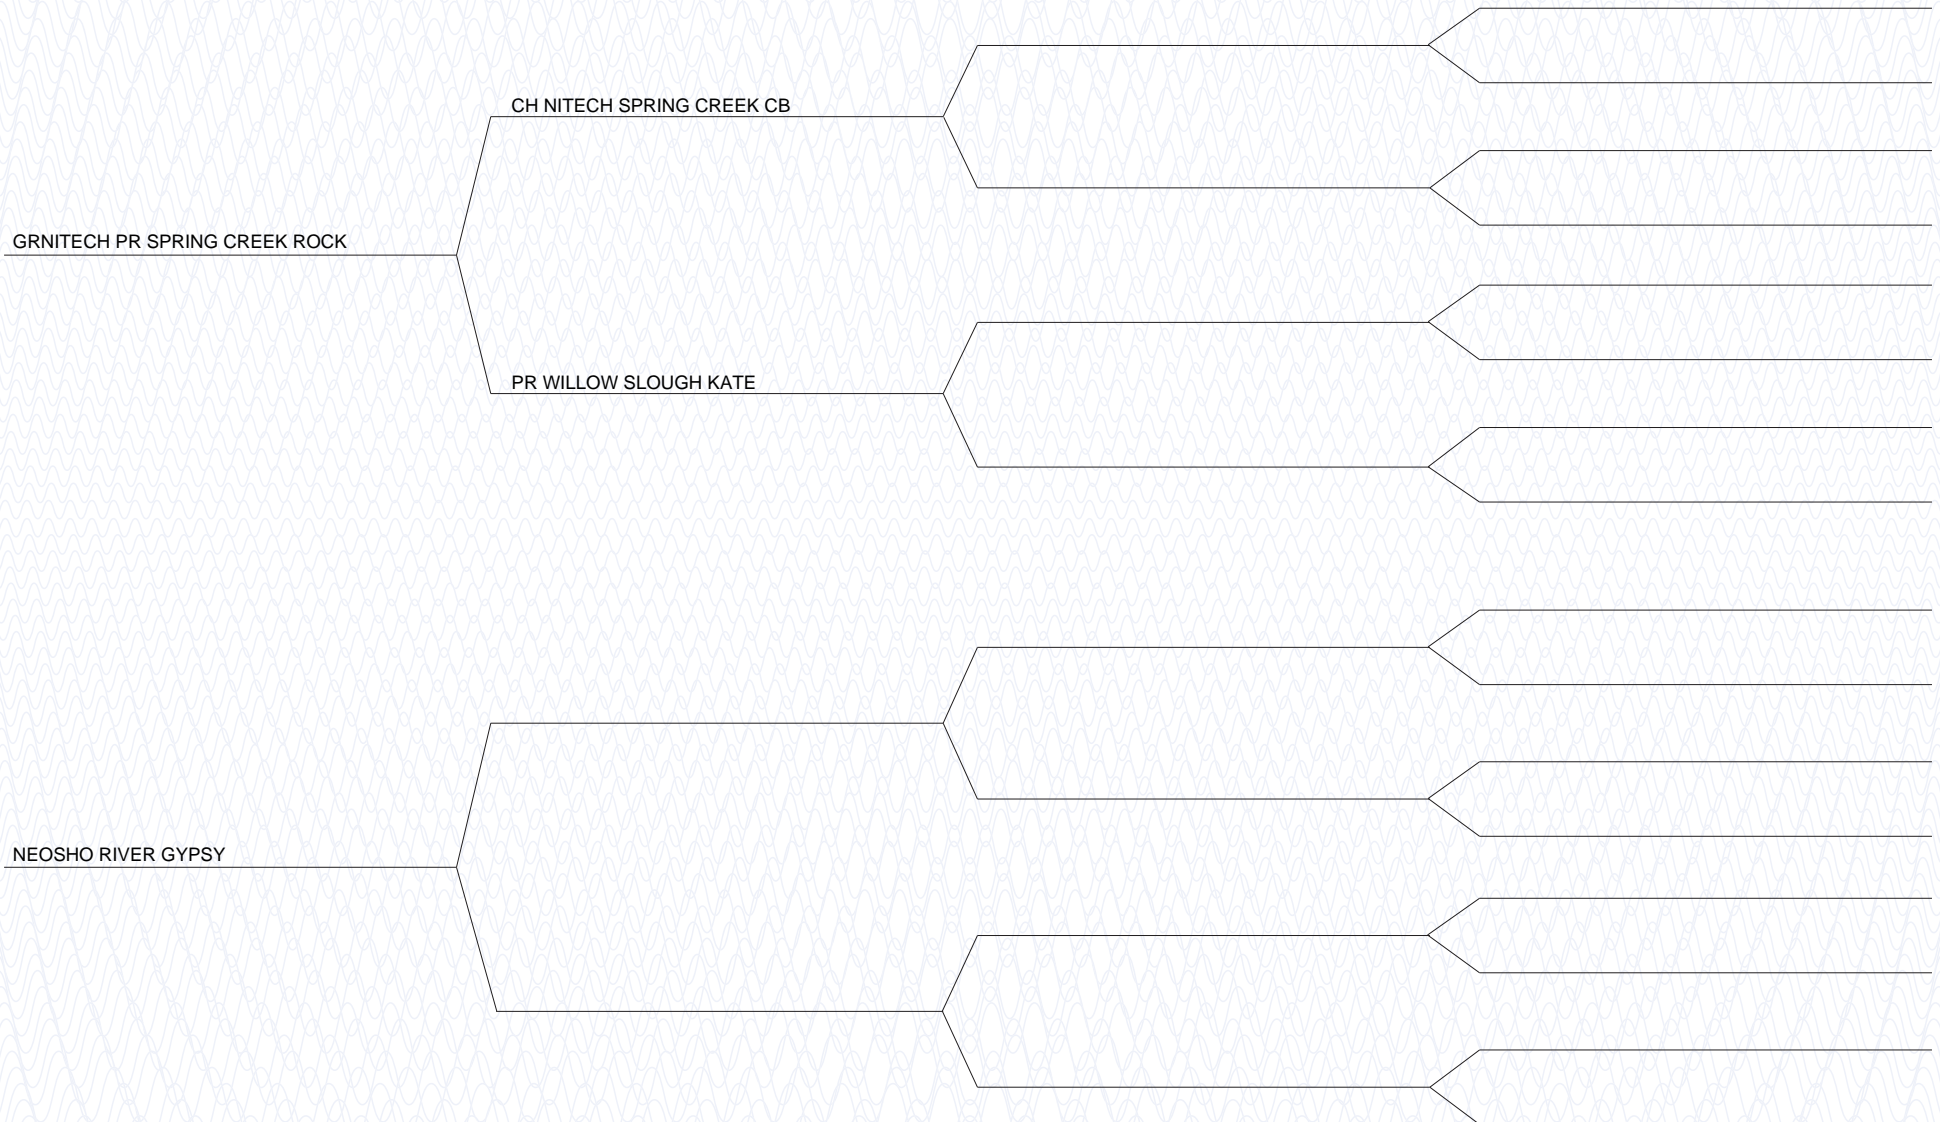 CH NITECH SPRING CREEK CB
GRNITECH PR SPRING CREEK ROCK
PR WILLOW SLOUGH KATE
NEOSHO RIVER GYPSY